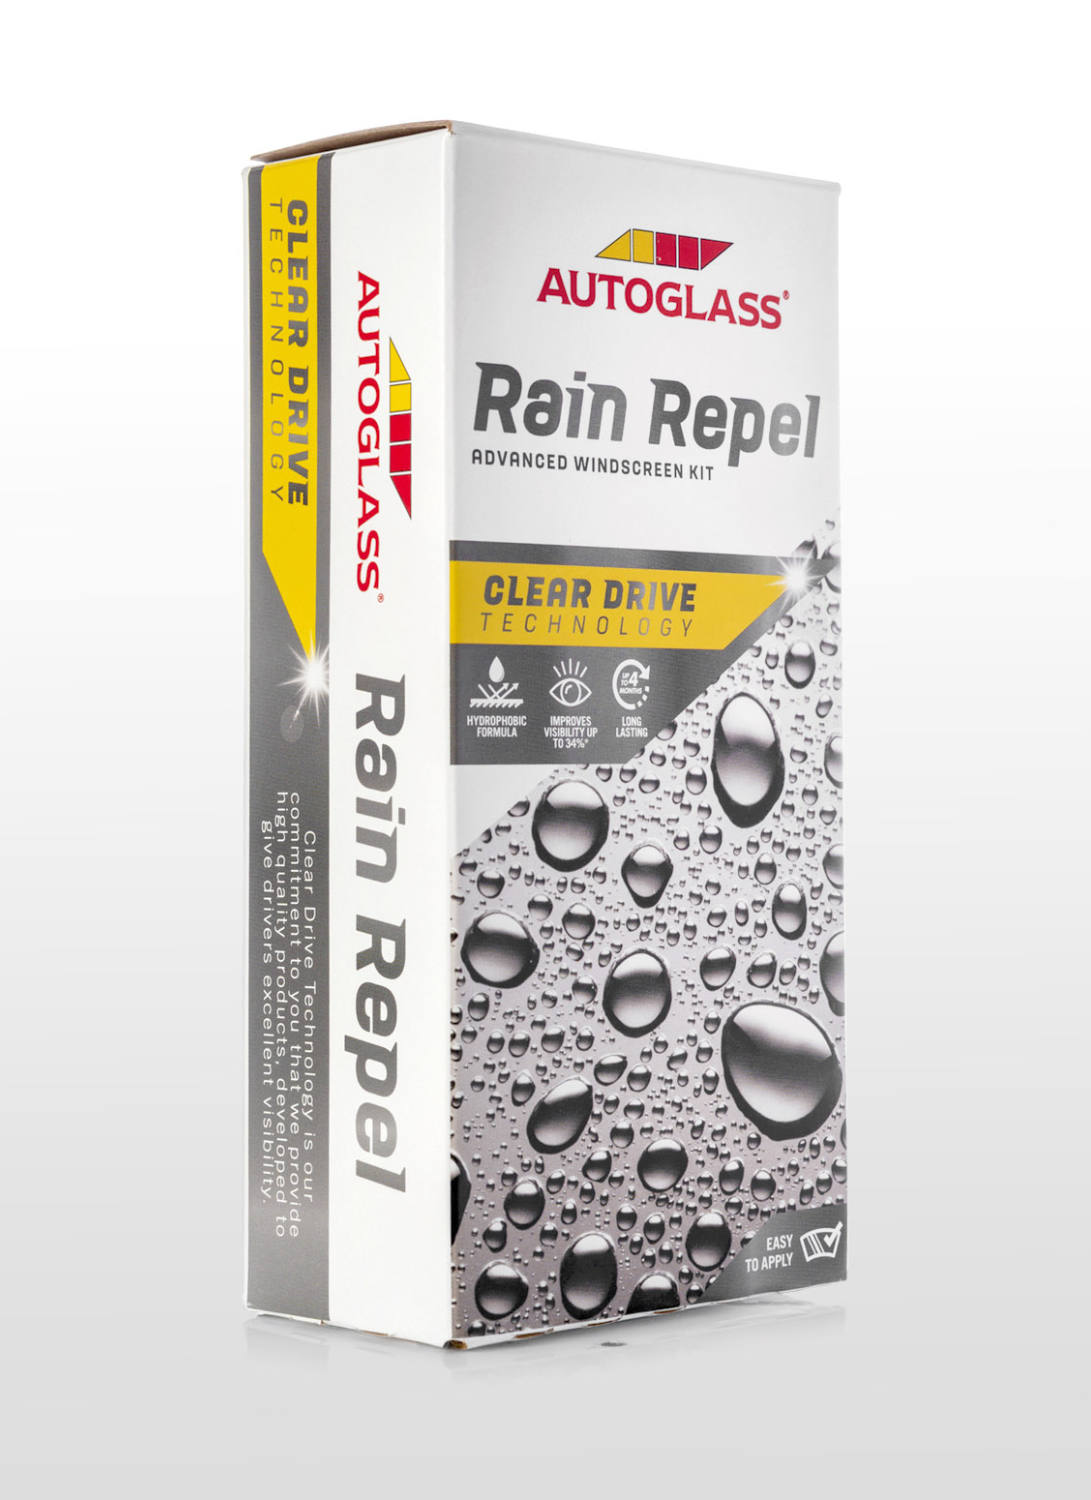 AUTOGLASS®
Rain Repel
ADVANCED WINDSCREEN KIT
CLEAR DRIVE
TECHNOLOGY
HYDROPHOBIC
FORMULA
IMPROVES
VISIBILITY UP
TO 34%*
UP
TO 4
MONTHS
LONG
LASTING
EASY
TO APPLY
AUTOGLASS®
Rain Repel
CLEAR DRIVE
TECHNOLOGY
Clear Drive Technology is our
commitment to you that we provide
high quality products, developed to
give drivers excellent visibility.